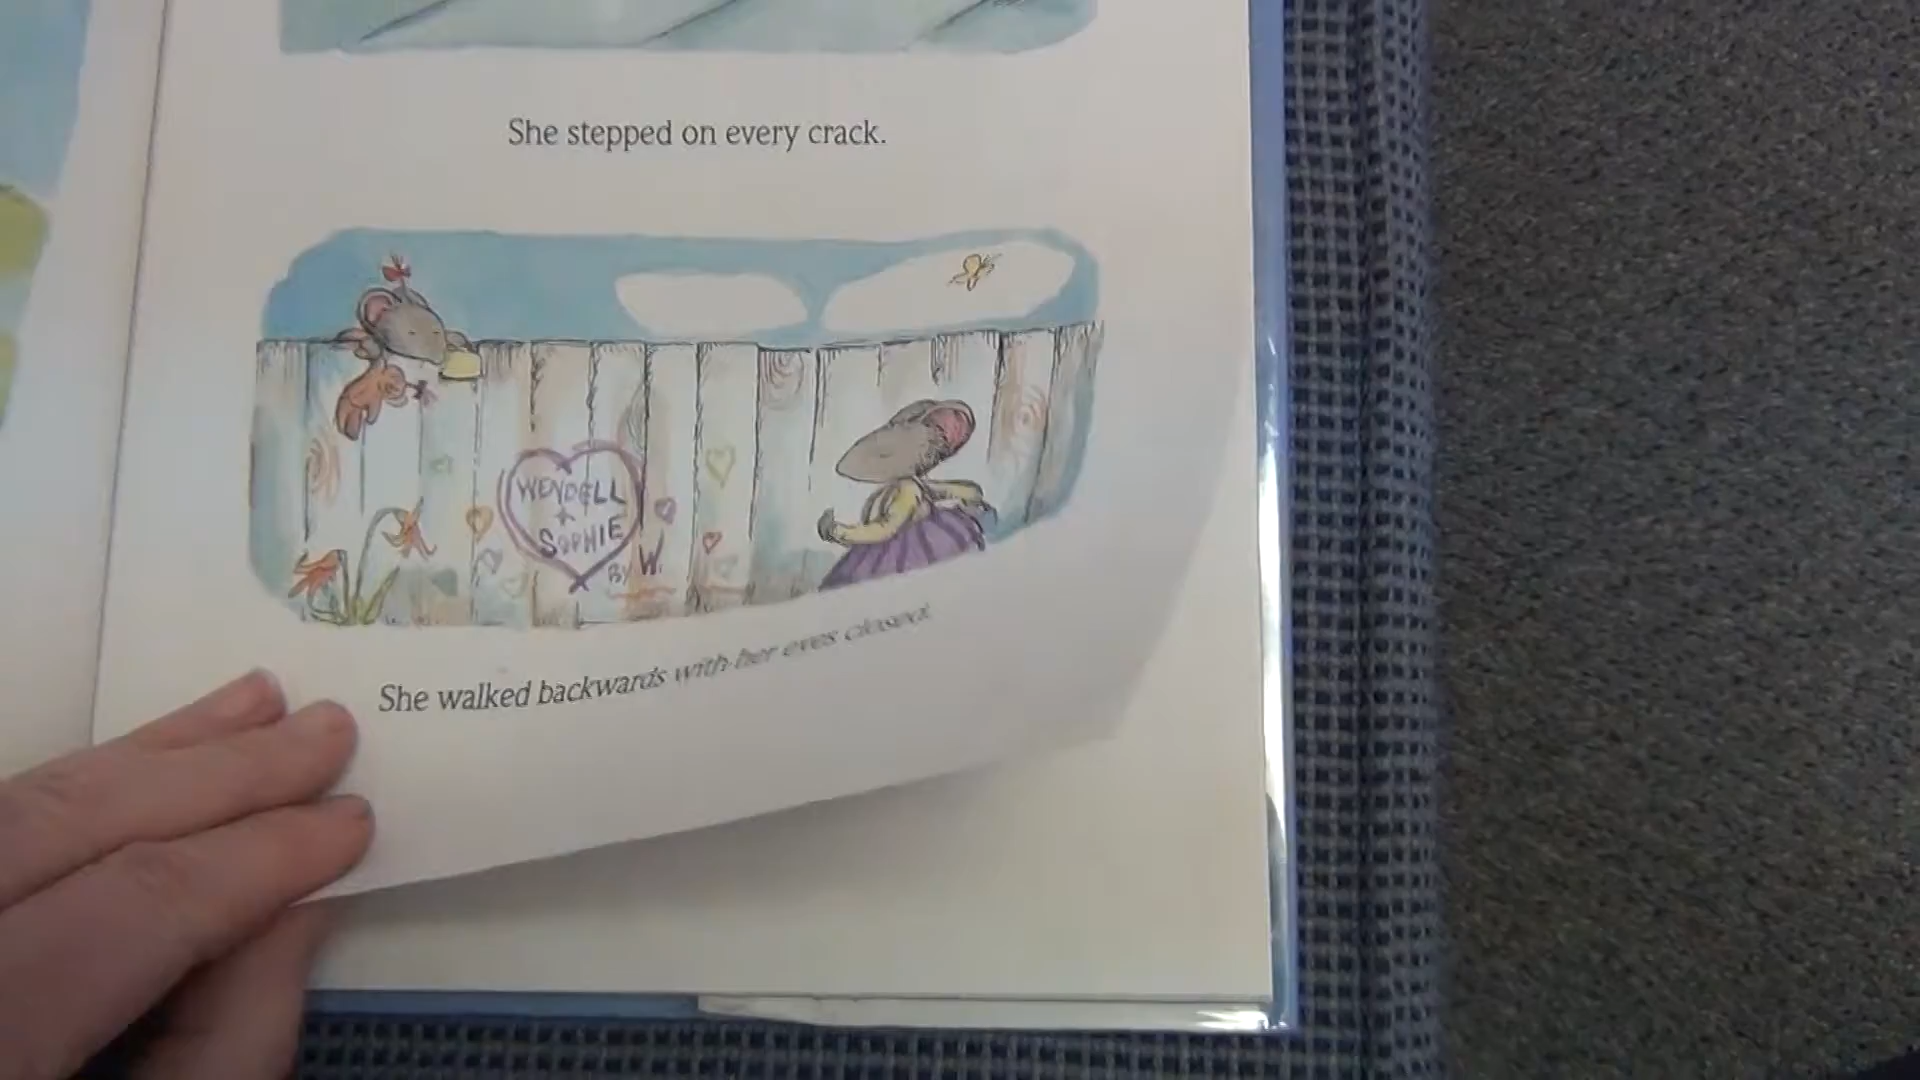 She stepped on every crack.
WENDELL
+
SOPHIE
BY W.
She walked backwards with her eyes closed.